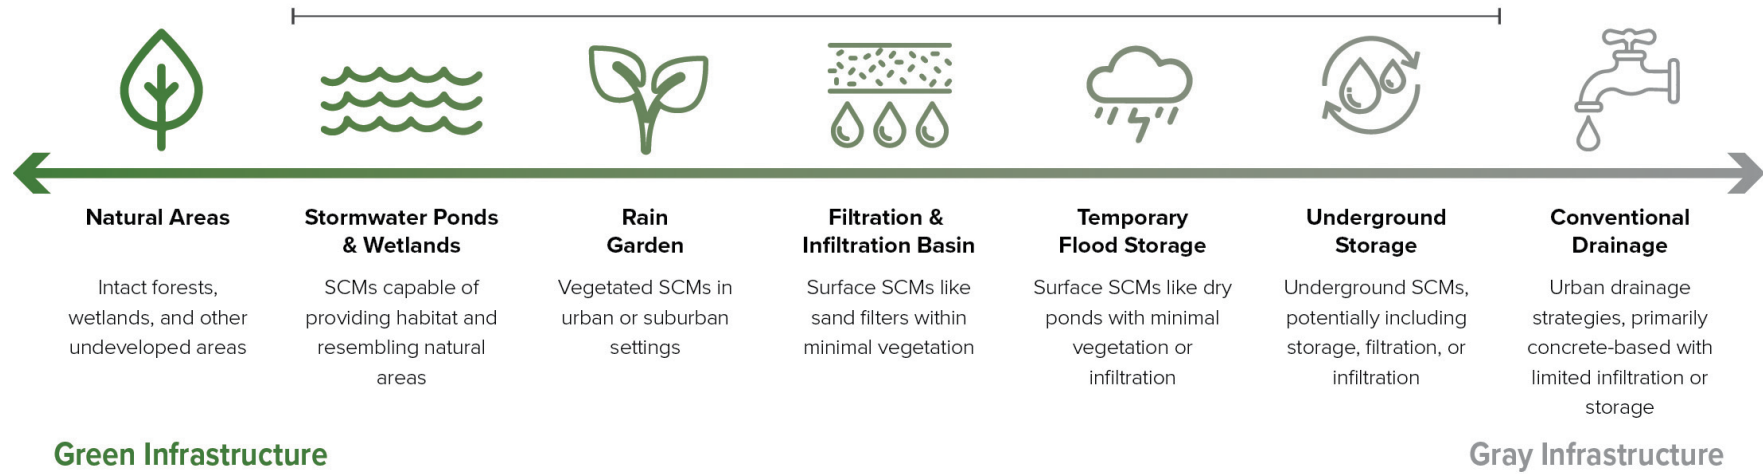 Natural Areas
Intact forests,
wetlands, and other
undeveloped areas
Stormwater Ponds
& Wetlands
SCMs capable of
providing habitat and
resembling natural
areas
Rain
Garden
Vegetated SCMs in
urban or suburban
settings
Filtration &
Infiltration Basin
Surface SCMs like
sand filters within
minimal vegetation
Temporary
Flood Storage
Surface SCMs like dry
ponds with minimal
vegetation or
infiltration
Underground
Storage
Underground SCMs,
potentially including
storage, filtration, or
infiltration
Conventional
Drainage
Urban drainage
strategies, primarily
concrete-based with
limited infiltration or
storage
Green Infrastructure
Gray Infrastructure